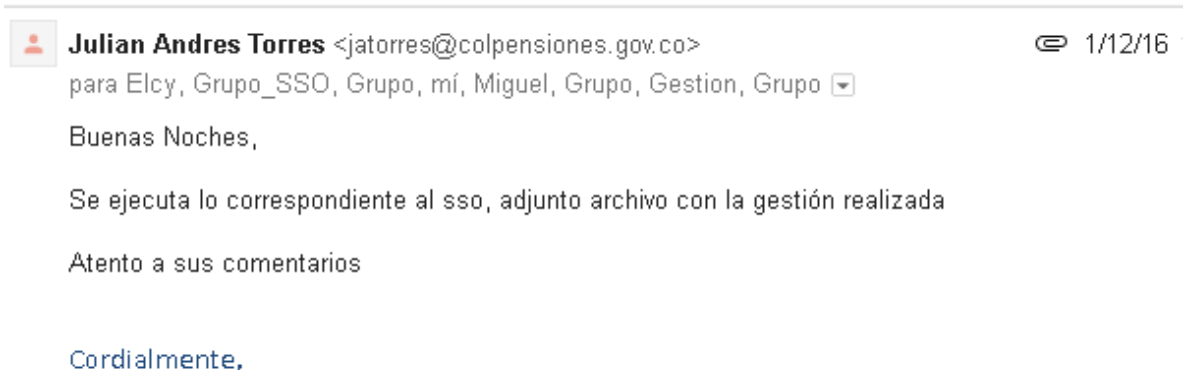 Julian Andres Torres <jatorres@colpensiones.gov.co> 1/12/16
para Elcy, Grupo_SSO, Grupo, mí, Miguel, Grupo, Gestion, Grupo
Buenas Noches,
Se ejecuta lo correspondiente al sso, adjunto archivo con la gestión realizada
Atento a sus comentarios
Cordialmente,